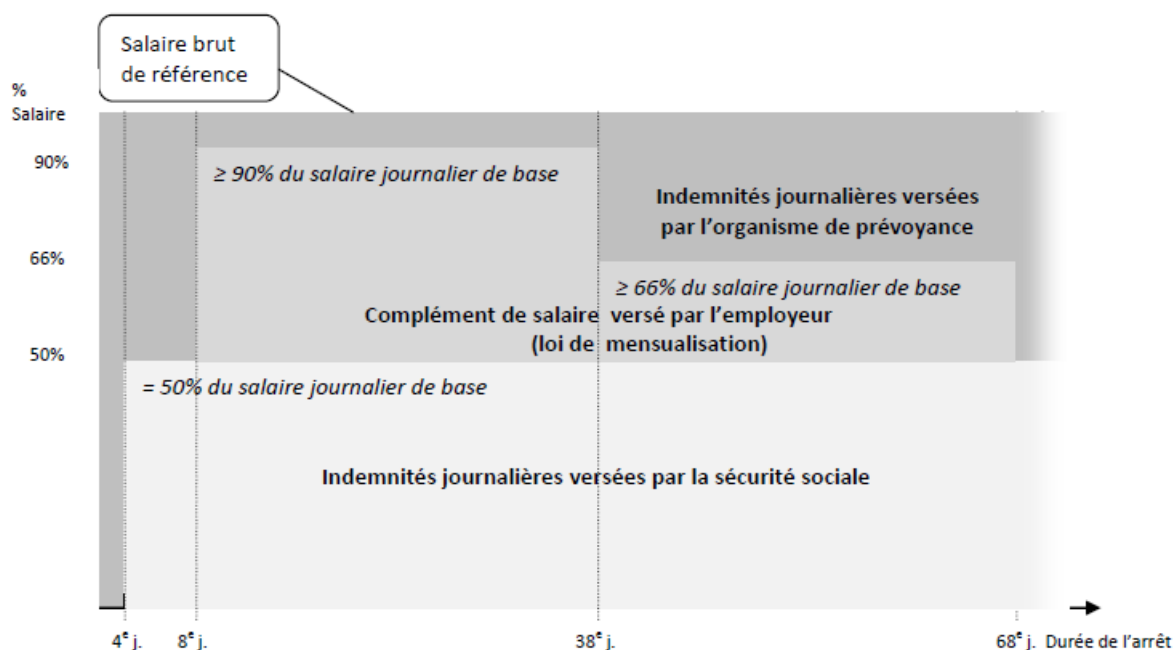 Salaire brut
de référence
%
Salaire
90%
≥ 90% du salaire journalier de base
Indemnités journalières versées
par l'organisme de prévoyance
66%
≥ 66% du salaire journalier de base
Complément de salaire versé par l'employeur
(loi de mensualisation)
50%
= 50% du salaire journalier de base
Indemnités journalières versées par la sécurité sociale
4e j.
8e j.
38e j.
68e j.
Durée de l'arrêt